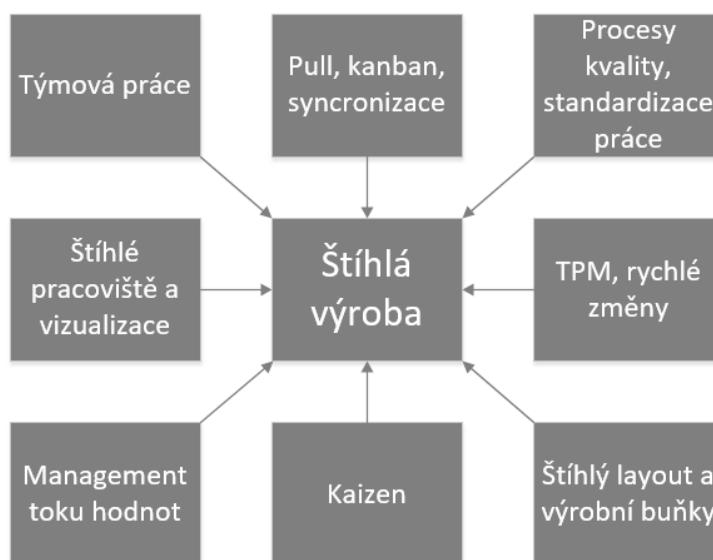 Týmová práce
Pull, kanban,
syncronizace
Procesy
kvality,
standardizace
práce
Štíhlé
pracoviště a
vizualizace
Štíhlá
výroba
TPM, rychlé
změny
Management
toku hodnot
Kaizen
Štíhlý layout a
výrobní buňky